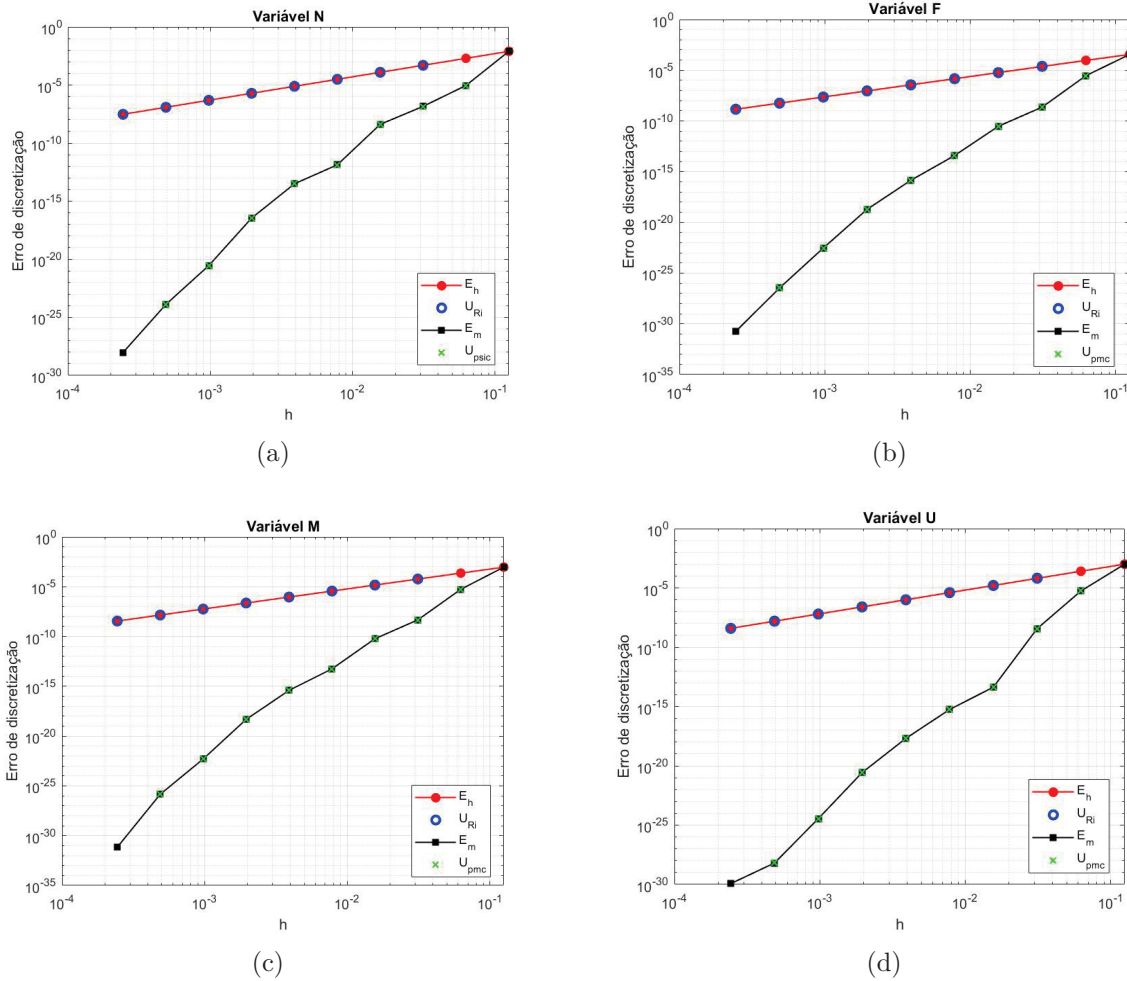 Variável N
10^0
10^-5
10^-10
10^-15
10^-20
10^-25
10^-30
Erro de discretização
10^-4
10^-3
10^-2
10^-1
h
E_h
U_Ri
E_m
U_psic
(a)
Variável F
10^0
10^-5
10^-10
10^-15
10^-20
10^-25
10^-30
10^-35
Erro de discretização
10^-4
10^-3
10^-2
10^-1
h
E_h
U_Ri
E_m
U_pmc
(b)
Variável M
10^0
10^-5
10^-10
10^-15
10^-20
10^-25
10^-30
10^-35
Erro de discretização
10^-4
10^-3
10^-2
10^-1
h
E_h
U_Ri
E_m
U_pmc
(c)
Variável U
10^0
10^-5
10^-10
10^-15
10^-20
10^-25
10^-30
Erro de discretização
10^-4
10^-3
10^-2
10^-1
h
E_h
U_Ri
E_m
U_pmc
(d)